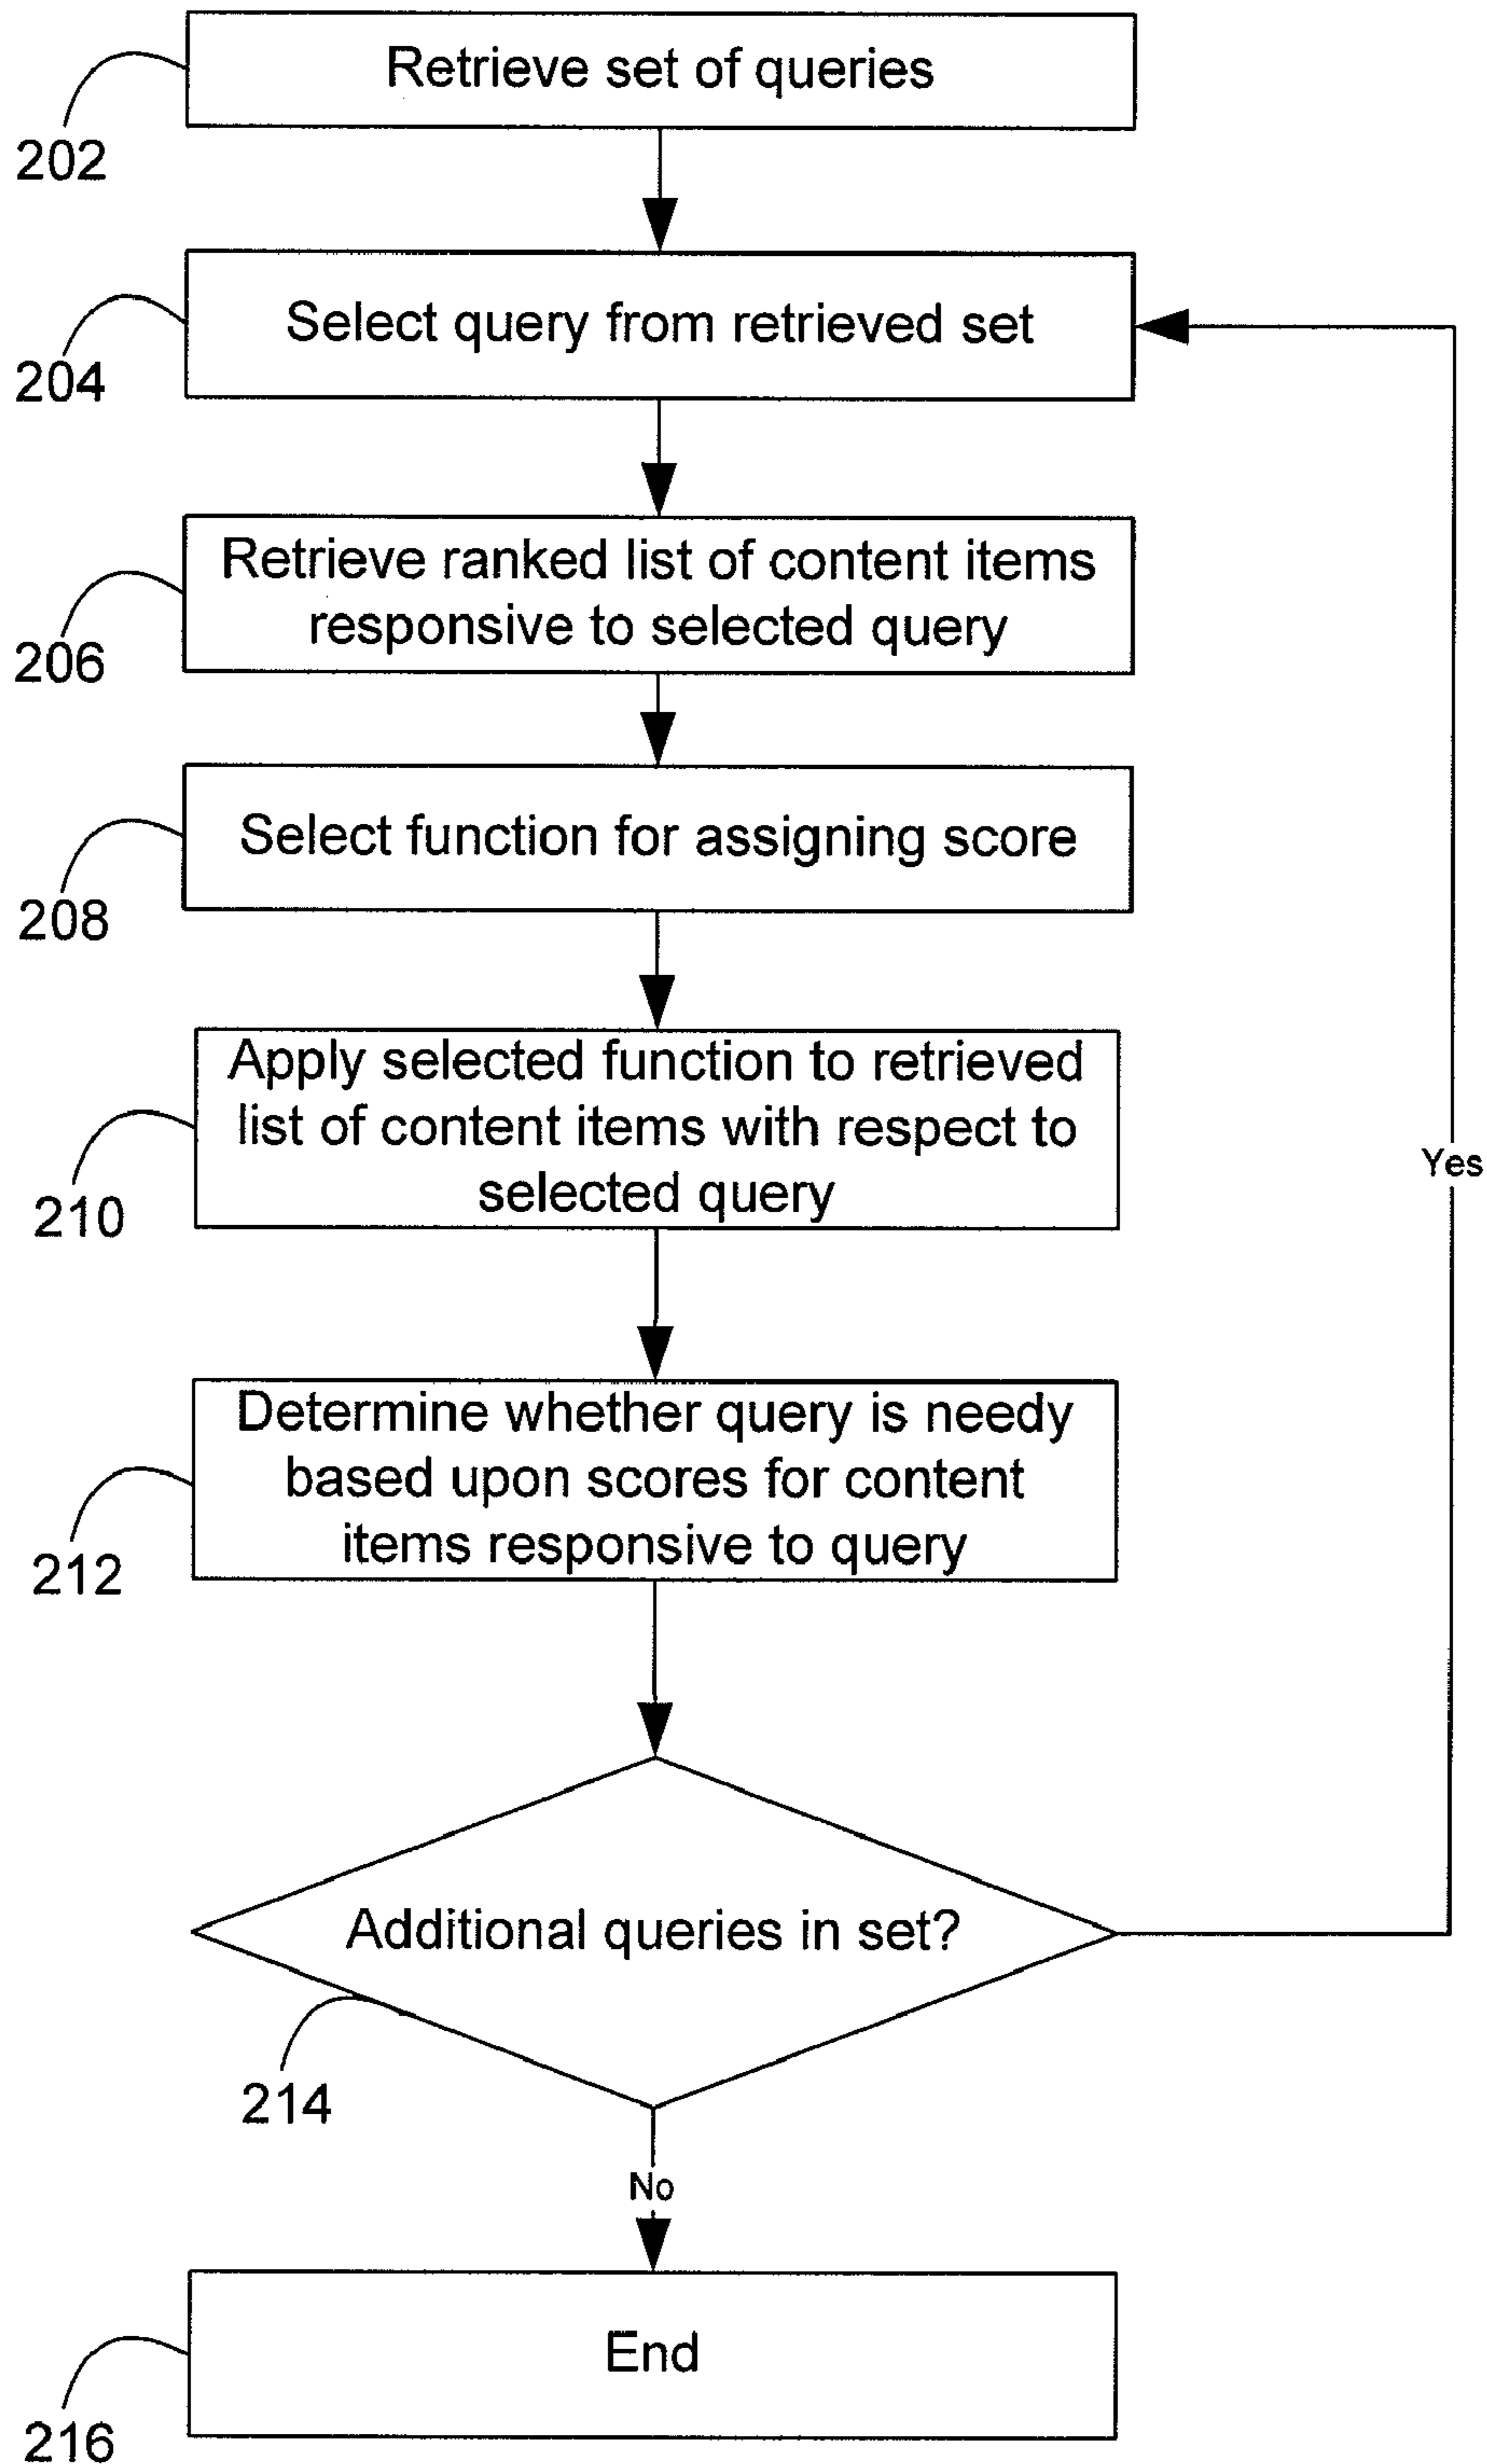 Retrieve set of queries
202
Select query from retrieved set
204
Retrieve ranked list of content items
responsive to selected query
206
Select function for assigning score
208
Apply selected function to retrieved
list of content items with respect to
selected query
210
Yes
Determine whether query is needy
based upon scores for content
items responsive to query
212
Additional queries in set?
214
No
End
216